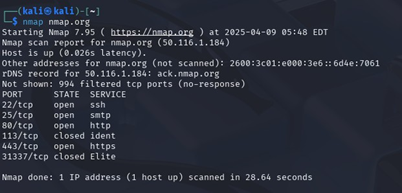 (kali㉿kali)-[~]
$ nmap nmap.org
Starting Nmap 7.95 ( https://nmap.org ) at 2025-04-09 05:48 EDT
Nmap scan report for nmap.org (50.116.1.184)
Host is up (0.026s latency).
Other addresses for nmap.org (not scanned): 2600:3c01:e000:3e6::6d4e:7061
rDNS record for 50.116.1.184: ack.nmap.org
Not shown: 994 filtered tcp ports (no-response)
PORT      STATE  SERVICE
22/tcp    open   ssh
25/tcp    open   smtp
80/tcp    open   http
113/tcp   closed ident
443/tcp   open   https
31337/tcp closed Elite
Nmap done: 1 IP address (1 host up) scanned in 28.64 seconds